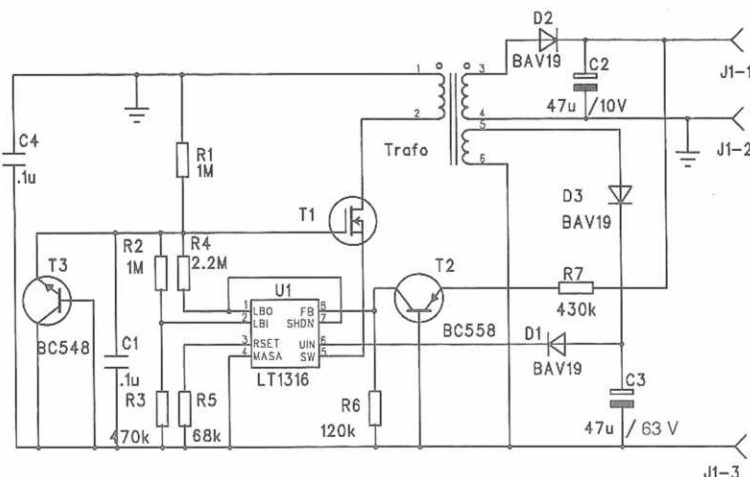 D2
BAV19
1
3
C2
47u /10V
J1-1
2
4
5
6
J1-2
Trafo
C4
.1u
R1
1M
D3
BAV19
T1
R2
1M
R4
2.2M
T3
BC548
U1
1 LBO FB 8
2 LBI SHDN 7
3 RSET UIN 6
4 MASA SW 5
LT1316
T2
BC558
R7
430k
D1
BAV19
C1
.1u
R3
470k
R5
68k
R6
120k
C3
47u / 63 V
J1-3